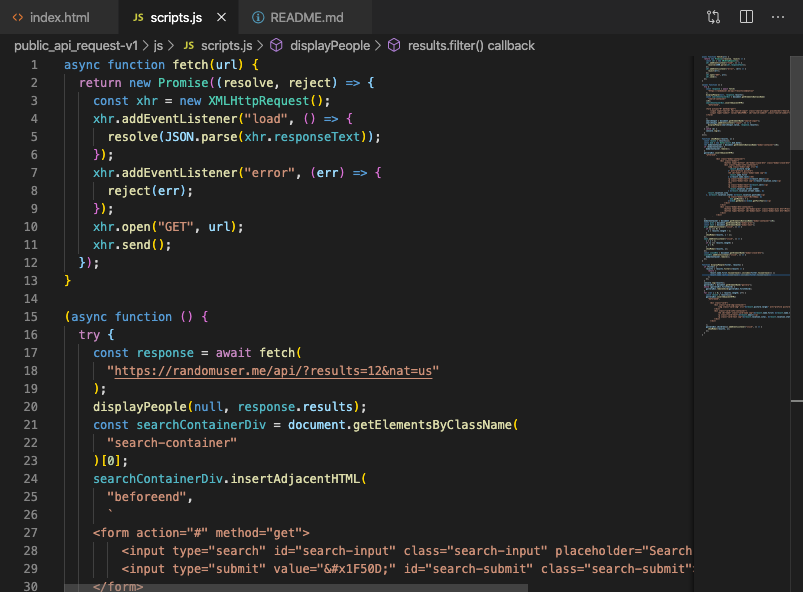 index.html
JS scripts.js
README.md
public_api_request-v1 > js > JS scripts.js > displayPeople > results.filter() callback
1 async function fetch(url) {
2 return new Promise((resolve, reject) => {
3 const xhr = new XMLHttpRequest();
4 xhr.addEventListener("load", () => {
5 resolve(JSON.parse(xhr.responseText));
6 });
7 xhr.addEventListener("error", (err) => {
8 reject(err);
9 });
10 xhr.open("GET", url);
11 xhr.send();
12 });
13 }
14
15 (async function () {
16 try {
17 const response = await fetch(
18 "https://randomuser.me/api/?results=12&nat=us"
19 );
20 displayPeople(null, response.results);
21 const searchContainerDiv = document.getElementsByClassName(
22 "search-container"
23 )[0];
24 searchContainerDiv.insertAdjacentHTML(
25 "beforeend",
26 `
27 <form action="#" method="get">
28 <input type="search" id="search-input" class="search-input" placeholder="Search
29 <input type="submit" value="&#x1F50D;" id="search-submit" class="search-submit"
30 </form>